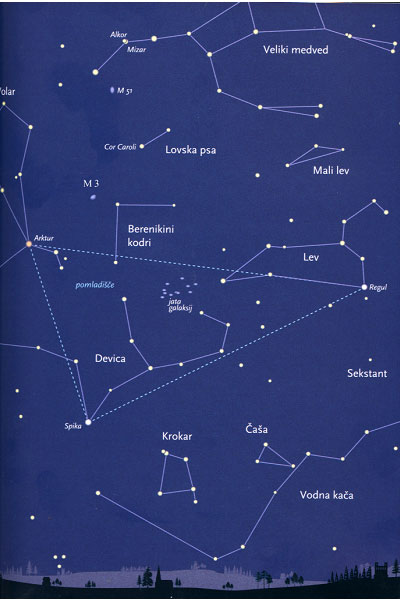 Alkor
Mizar
Veliki medved
M 51
olar
Cor Caroli
Lovska psa
Mali lev
M 3
Berenikini
kodri
Arktur
Lev
pomladišče
jata
galaksij
Regul
Devica
Sekstant
Spika
Krokar
Čaša
Vodna kača